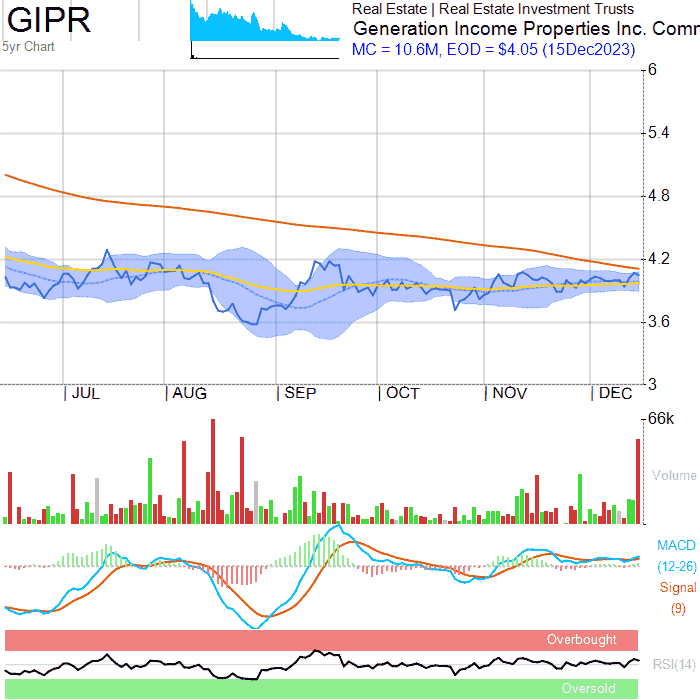 GIPR
5yr Chart
Real Estate | Real Estate Investment Trusts
Generation Income Properties Inc. Comm
MC = 10.6M, EOD = $4.05 (15Dec2023)
6
5.4
4.8
4.2
3.6
3
| JUL | AUG | SEP | OCT | NOV | DEC
66k
Volume
MACD
(12-26)
Signal
(9)
Overbought
RSI(14)
Oversold